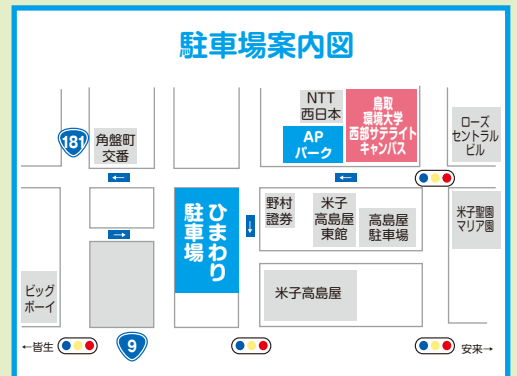 駐車場案内図
NTT
西日本
鳥取
環境大学
西部サテライト
キャンパス
ローズ
セントラル
ビル
181
角盤町
交番
AP
パーク
←
←
ひまわり
駐車場
野村
證券
米子
高島屋
東館
高島屋
駐車場
米子聖園
マリア園
→
↓
ビッグ
ボーイ
米子高島屋
←皆生
9
安来→